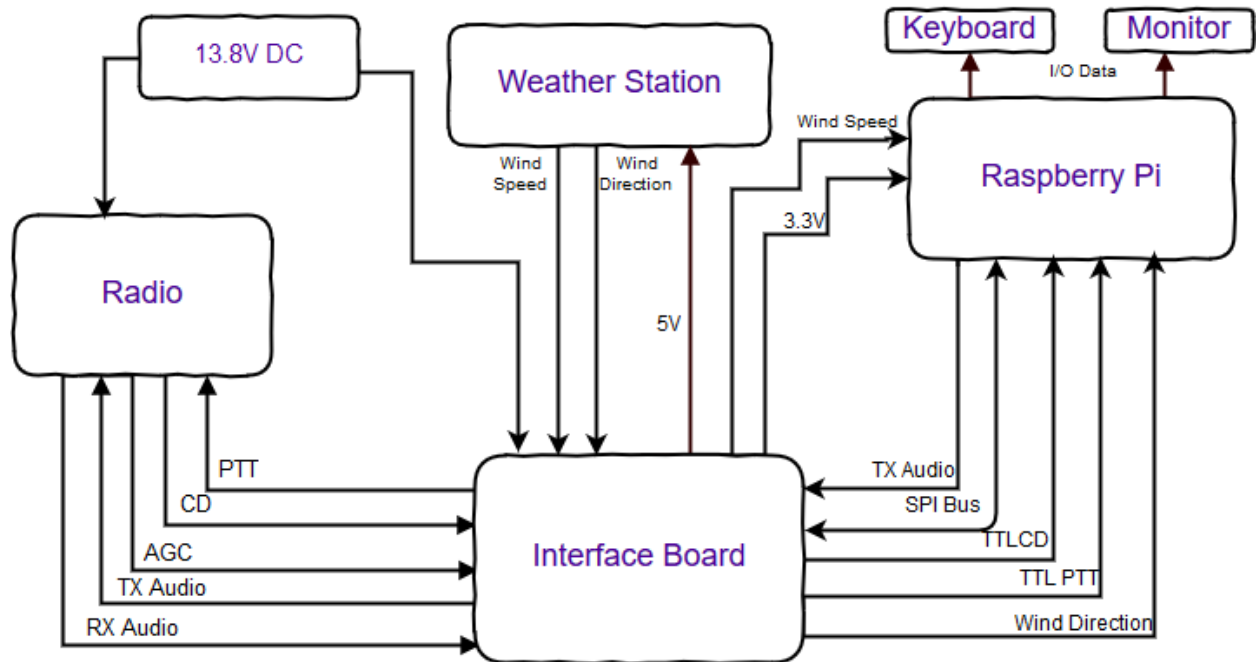 13.8V DC
Weather Station
Keyboard
Monitor
I/O Data
Wind
Speed
Wind
Direction
Wind Speed
Raspberry Pi
3.3V
Radio
5V
PTT
CD
AGC
TX Audio
RX Audio
Interface Board
TX Audio
SPI Bus
TTLCD
TTL PTT
Wind Direction